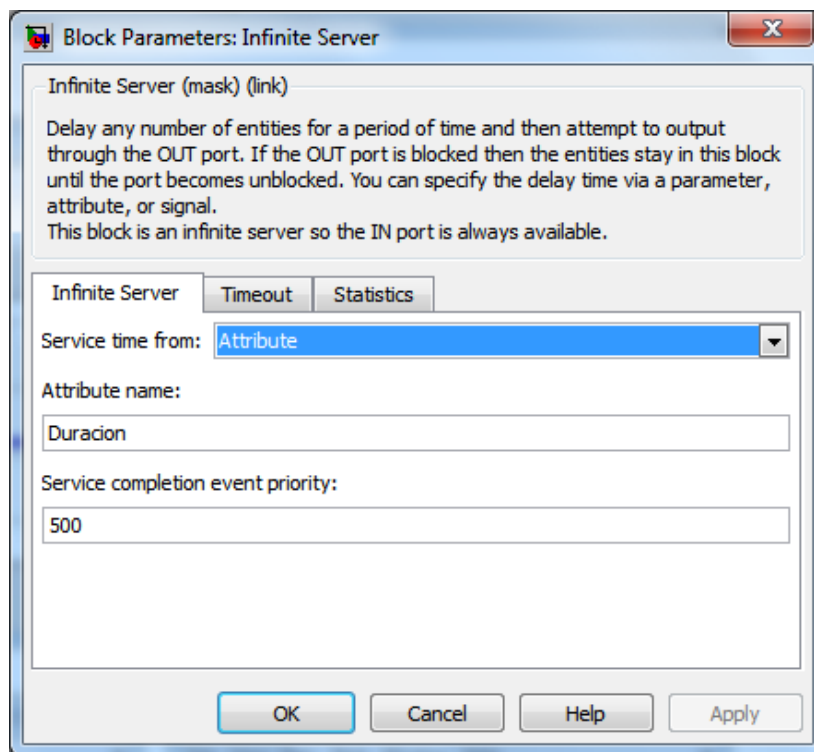 Block Parameters: Infinite Server
Infinite Server (mask) (link)
Delay any number of entities for a period of time and then attempt to output
through the OUT port. If the OUT port is blocked then the entities stay in this block
until the port becomes unblocked. You can specify the delay time via a parameter,
attribute, or signal.
This block is an infinite server so the IN port is always available.
Infinite Server Timeout Statistics
Service time from: Attribute
Attribute name:
Duracion
Service completion event priority:
500
OK Cancel Help Apply